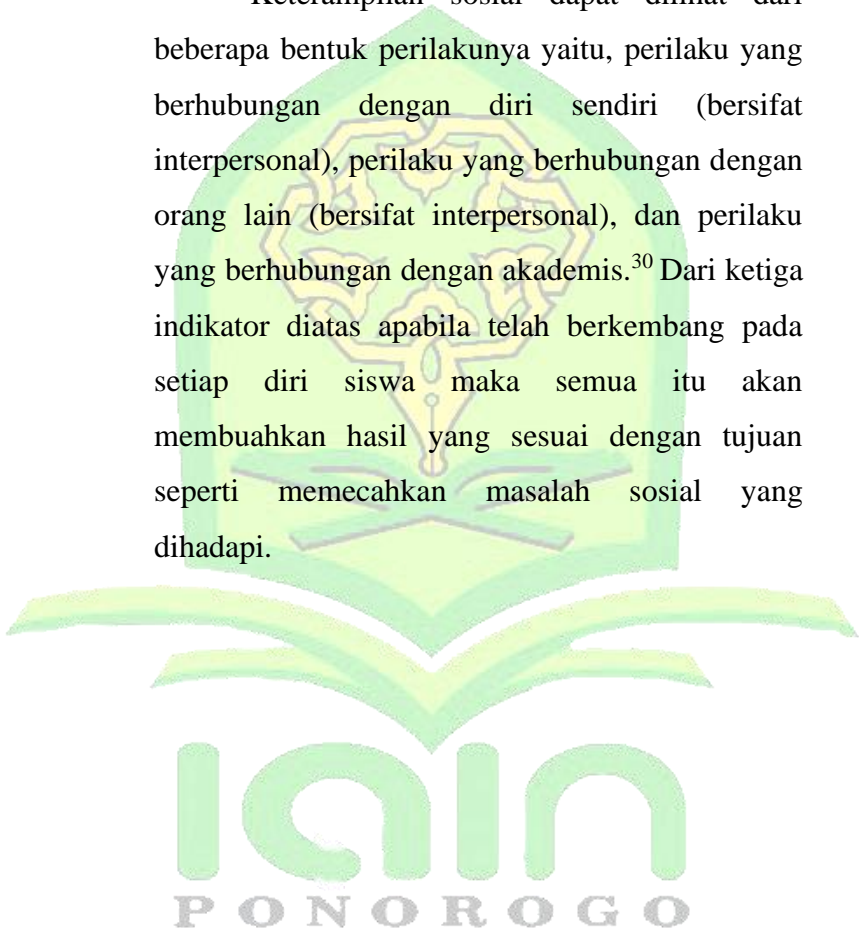 Keterampilan sosial dapat dilihat dari
beberapa bentuk perilakunya yaitu, perilaku yang
berhubungan dengan diri sendiri (bersifat
interpersonal), perilaku yang berhubungan dengan
orang lain (bersifat interpersonal), dan perilaku
yang berhubungan dengan akademis.30 Dari ketiga
indikator diatas apabila telah berkembang pada
setiap diri siswa maka semua itu akan
membuahkan hasil yang sesuai dengan tujuan
seperti memecahkan masalah sosial yang
dihadapi.
iain
PONOROGO